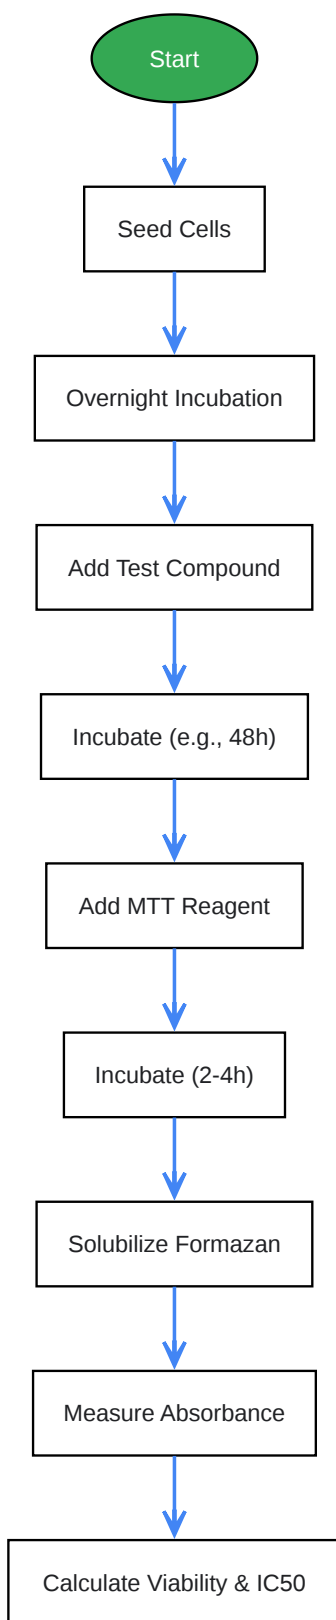 Start
Seed Cells
Overnight Incubation
Add Test Compound
Incubate (e.g., 48h)
Add MTT Reagent
Incubate (2-4h)
Solubilize Formazan
Measure Absorbance
Calculate Viability & IC50